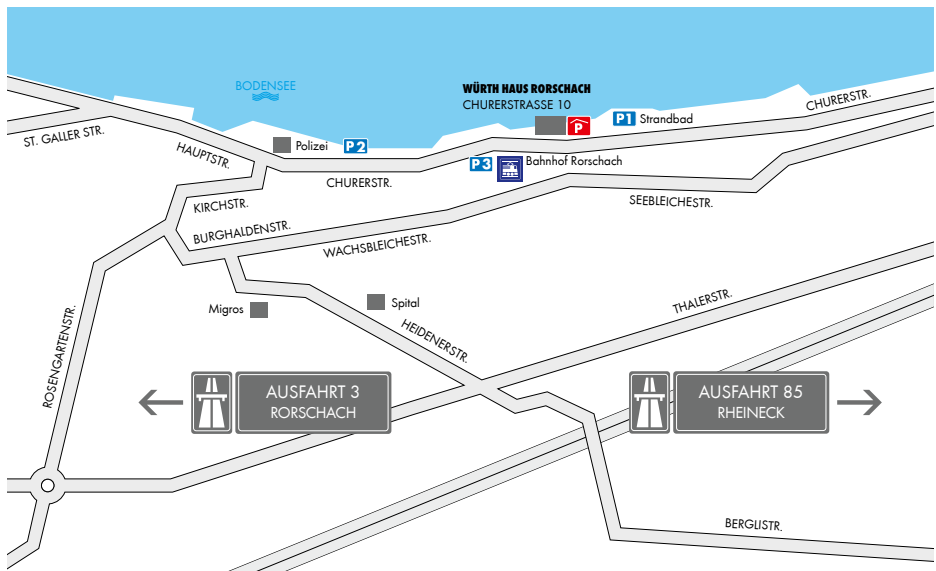 BODENSEE
WÜRTH HAUS RORSCHACH
CHURERSTRASSE 10
P
P1 Strandbad
CHURERSTR.
ST. GALLER STR.
HAUPTSTR.
Polizei P2
P3 Bahnhof Rorschach
CHURERSTR.
KIRCHSTR.
SEEBLEICHESTR.
BURGHALDENSTR.
WACHSBLEICHESTR.
Migros
Spital
THALERSTR.
HEIDENERSTR.
ROSENGARTENSTR.
AUSFAHRT 3
RORSCHACH
AUSFAHRT 85
RHEINECK
BERGLISTR.